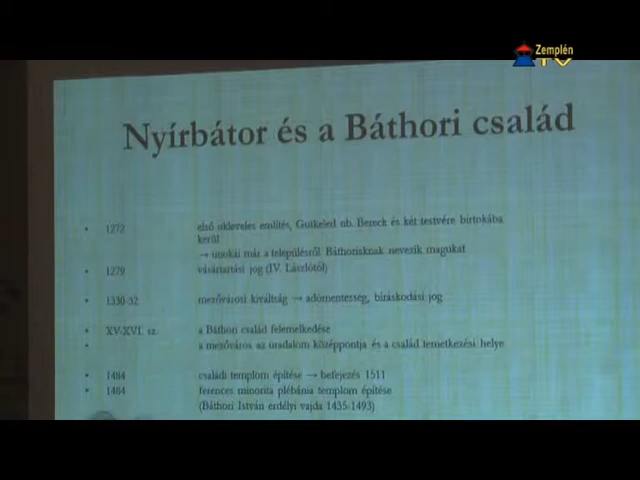 Zemplén
TV
Nyírbátor és a Báthori család
• 1272 első okleveles említés, Gutkeled nb. Bereck és két testvére birtokába
kerül
→ unokái már a településről Báthoriaknak nevezik magukat
• 1279 vásártartási jog (IV. Lászlótól)
• 1330-32 mezővárosi kiváltság → adómentesség, bíráskodási jog
• XV-XVI. sz. a Báthori család felemelkedése
• a mezőváros az uradalom középpontja és a család temetkezési helye
• 1484 családi templom építése → befejezés 1511
• 1484 ferences minorita plébánia templom építése
(Báthori István erdélyi vajda 1435-1493)